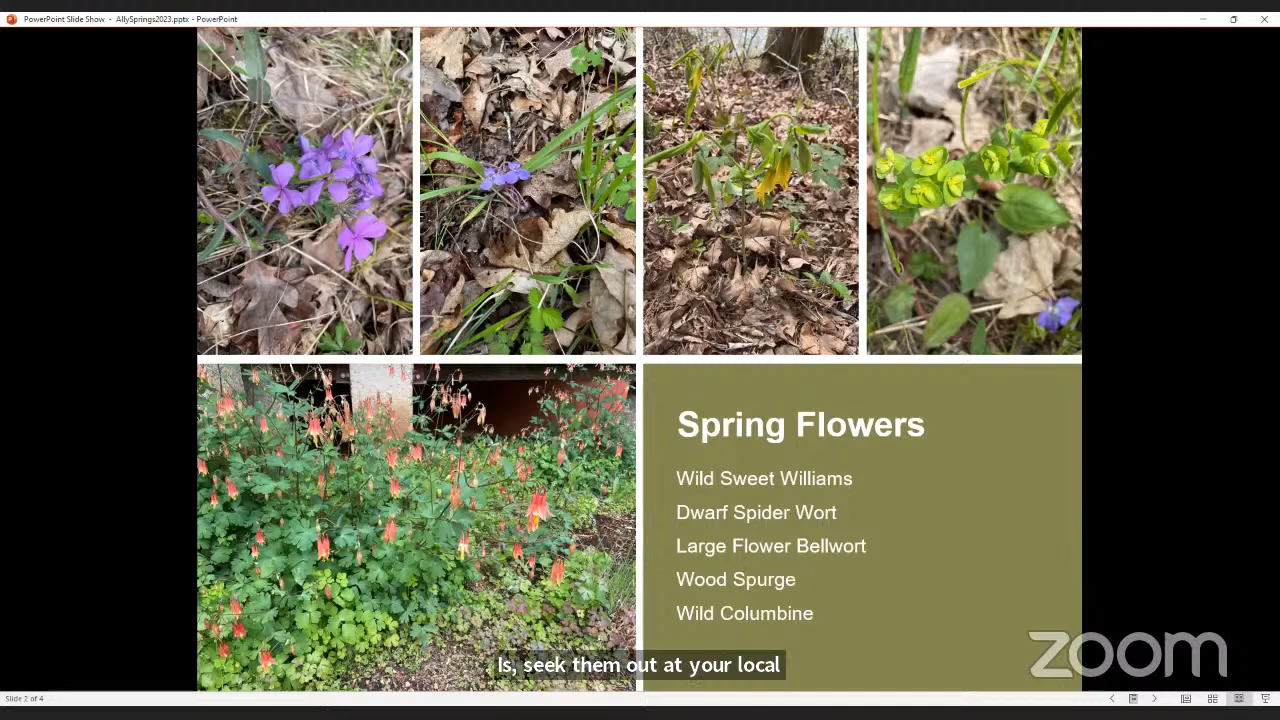 PowerPoint Slide Show - AllySprings2023.pptx - PowerPoint
Spring Flowers
Wild Sweet Williams
Dwarf Spider Wort
Large Flower Bellwort
Wood Spurge
Wild Columbine
Is, seek them out at your local
zoom
Slide 2 of 4